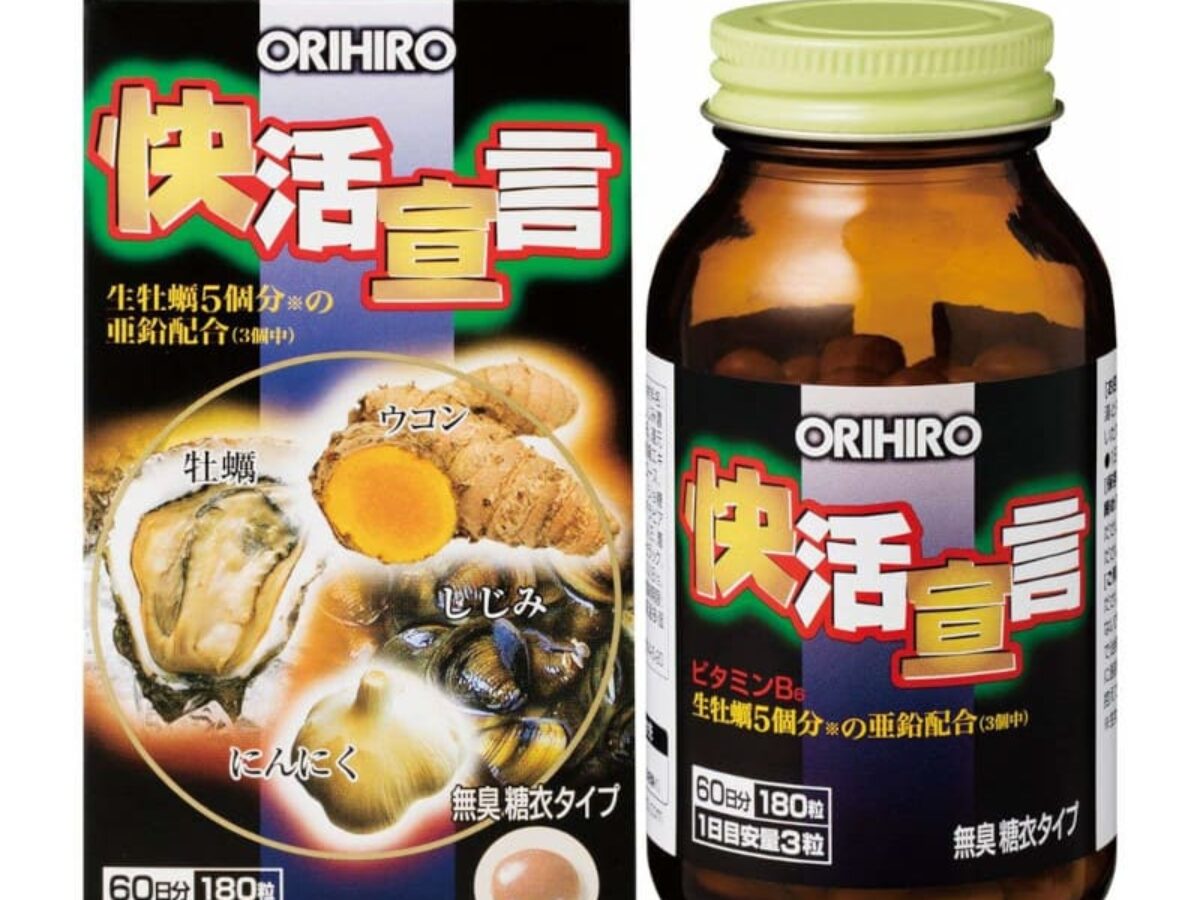 ORIHIRO
快活宣言
生牡蠣5個分※の
亜鉛配合(3個中)
ウコン
牡蠣
しじみ
にんにく
無臭 糖衣タイプ
60日分 180粒
ORIHIRO
快活宣言
ビタミンB6
生牡蠣5個分※の亜鉛配合(3個中)
60日分 180粒
1日目安量3粒
無臭 糖衣タイプ